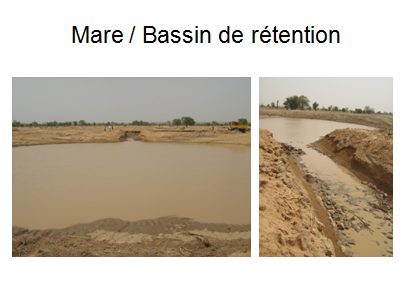 Mare / Bassin de rétention